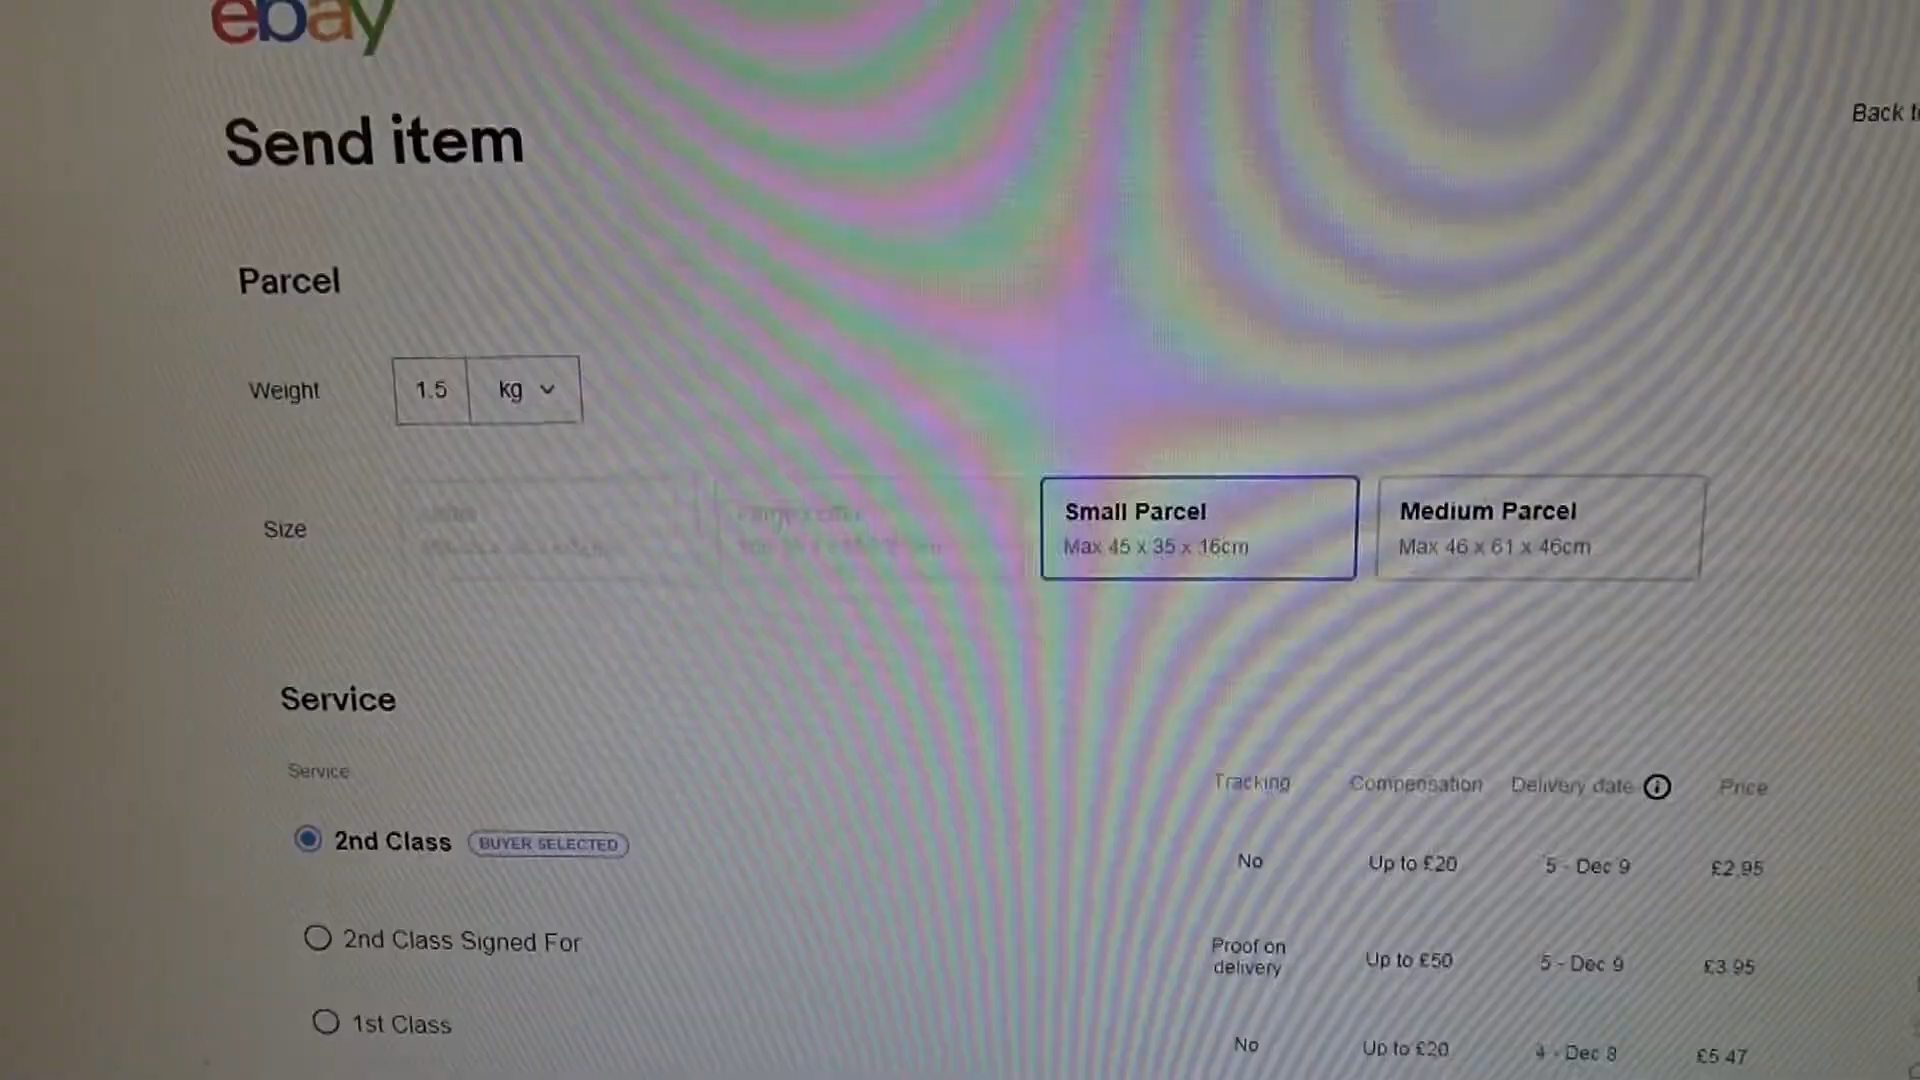 ebay
Back
Send item
Parcel
Weight 1.5 kg
Size
Small Parcel
Max 45 x 35 x 16cm
Medium Parcel
Max 46 x 61 x 46cm
Service
Service Tracking Compensation Delivery date Price
2nd Class BUYER SELECTED No Up to £20 5 - Dec 9 £2.95
2nd Class Signed For Proof on delivery Up to £50 5 - Dec 9 £3.95
1st Class No Up to £20 4 - Dec 8 £5.47